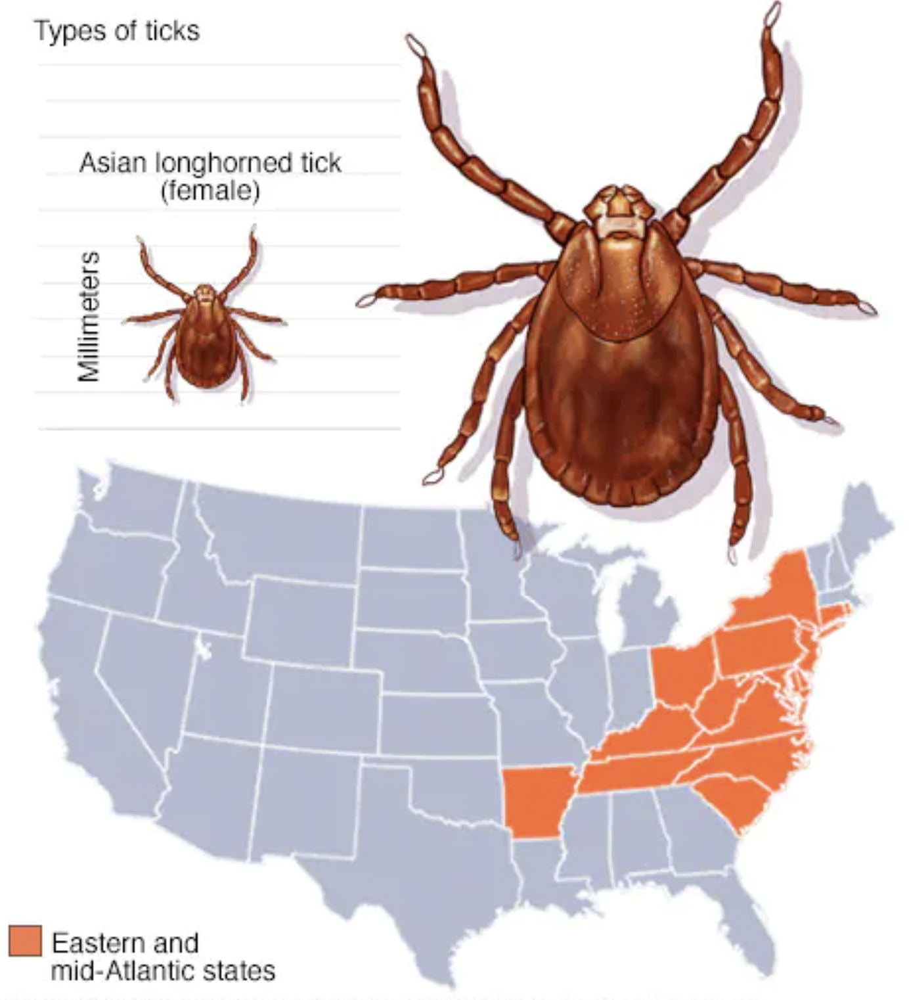 Types of ticks
Asian longhorned tick
(female)
Millimeters
Eastern and
mid-Atlantic states